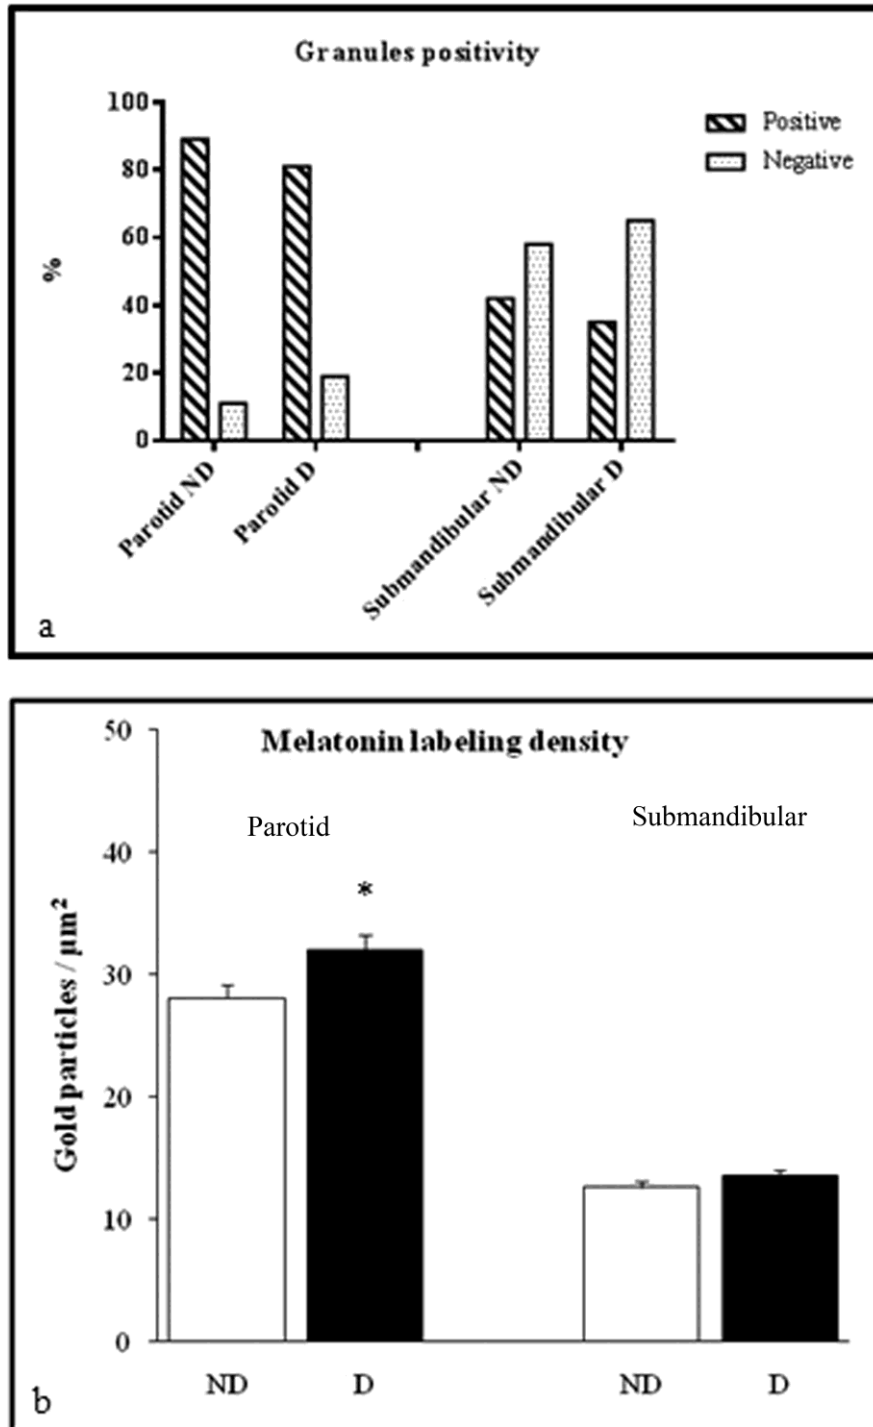 Granules positivity
100
80
60
40
20
0
%
Positive
Negative
Parotid ND
Parotid D
Submandibular ND
Submandibular D
a
Melatonin labeling density
Parotid
Submandibular
*
50
40
30
20
10
0
Gold particles / µm²
ND
D
ND
D
b